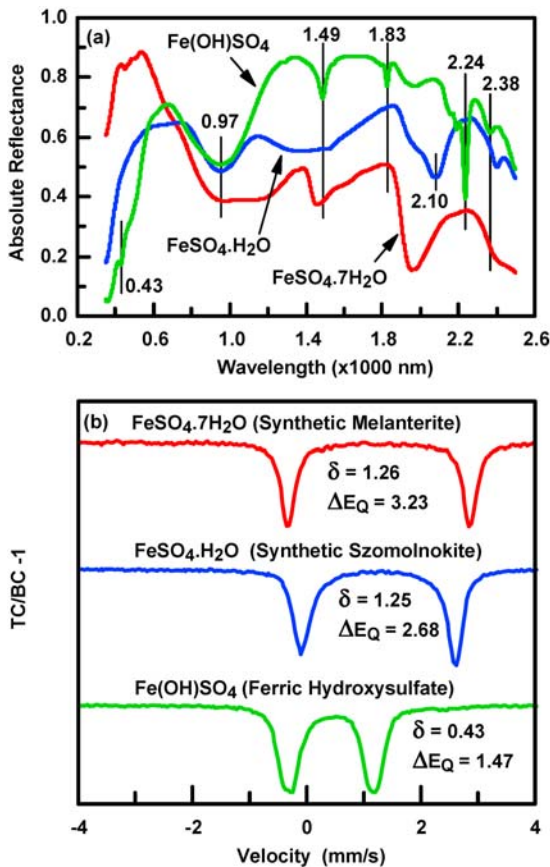 (a)
Fe(OH)SO4
1.49
1.83
2.24
2.38
0.97
2.10
0.43
FeSO4.H2O
FeSO4.7H2O
Absolute Reflectance
1.0
0.8
0.6
0.4
0.2
0.0
0.2 0.6 1.0 1.4 1.8 2.2 2.6
Wavelength (x1000 nm)
(b)
FeSO4.7H2O (Synthetic Melanterite)
δ = 1.26
ΔEQ = 3.23
FeSO4.H2O (Synthetic Szomolnokite)
δ = 1.25
ΔEQ = 2.68
Fe(OH)SO4 (Ferric Hydroxysulfate)
δ = 0.43
ΔEQ = 1.47
TC/BC -1
-4 -2 0 2 4
Velocity (mm/s)